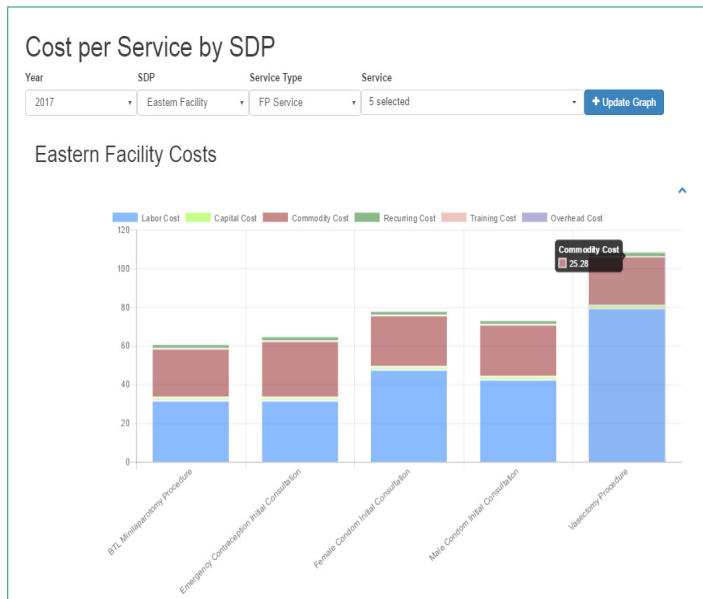 Cost per Service by SDP
Year SDP Service Type Service
2017 Eastern Facility FP Service 5 selected + Update Graph
Eastern Facility Costs
Labor Cost Capital Cost Commodity Cost Recurring Cost Training Cost Overhead Cost
120
Commodity Cost
25.28
100
80
60
40
20
0
BTL Minilaparotomy Procedure
Emergency Contraception Initial Consultation
Female Condom Initial Consultation
Male Condom Initial Consultation
Vasectomy Procedure